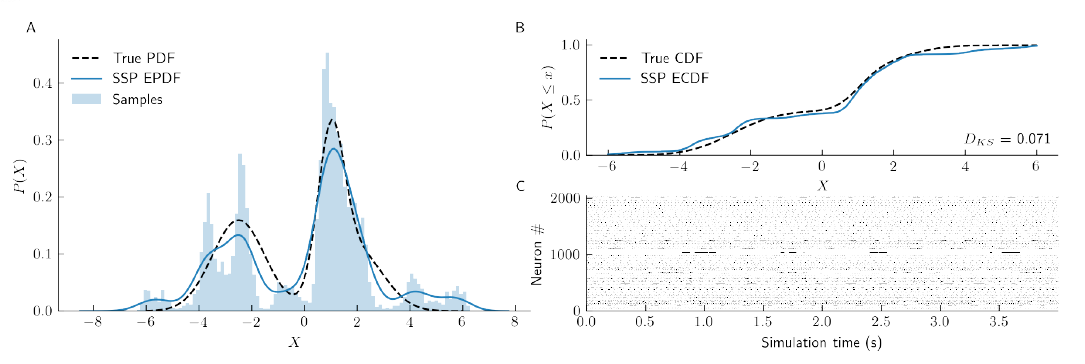 A
True PDF
SSP EPDF
Samples
P(X)
0.4
0.3
0.2
0.1
0.0
−8 −6 −4 −2 0 2 4 6 8
X
B
True CDF
SSP ECDF
P(X ≤ x)
1.0
0.5
0.0
D_{KS} = 0.071
−6 −4 −2 0 2 4 6
X
C
Neuron #
2000
1000
0
0.0 0.5 1.0 1.5 2.0 2.5 3.0 3.5
Simulation time (s)